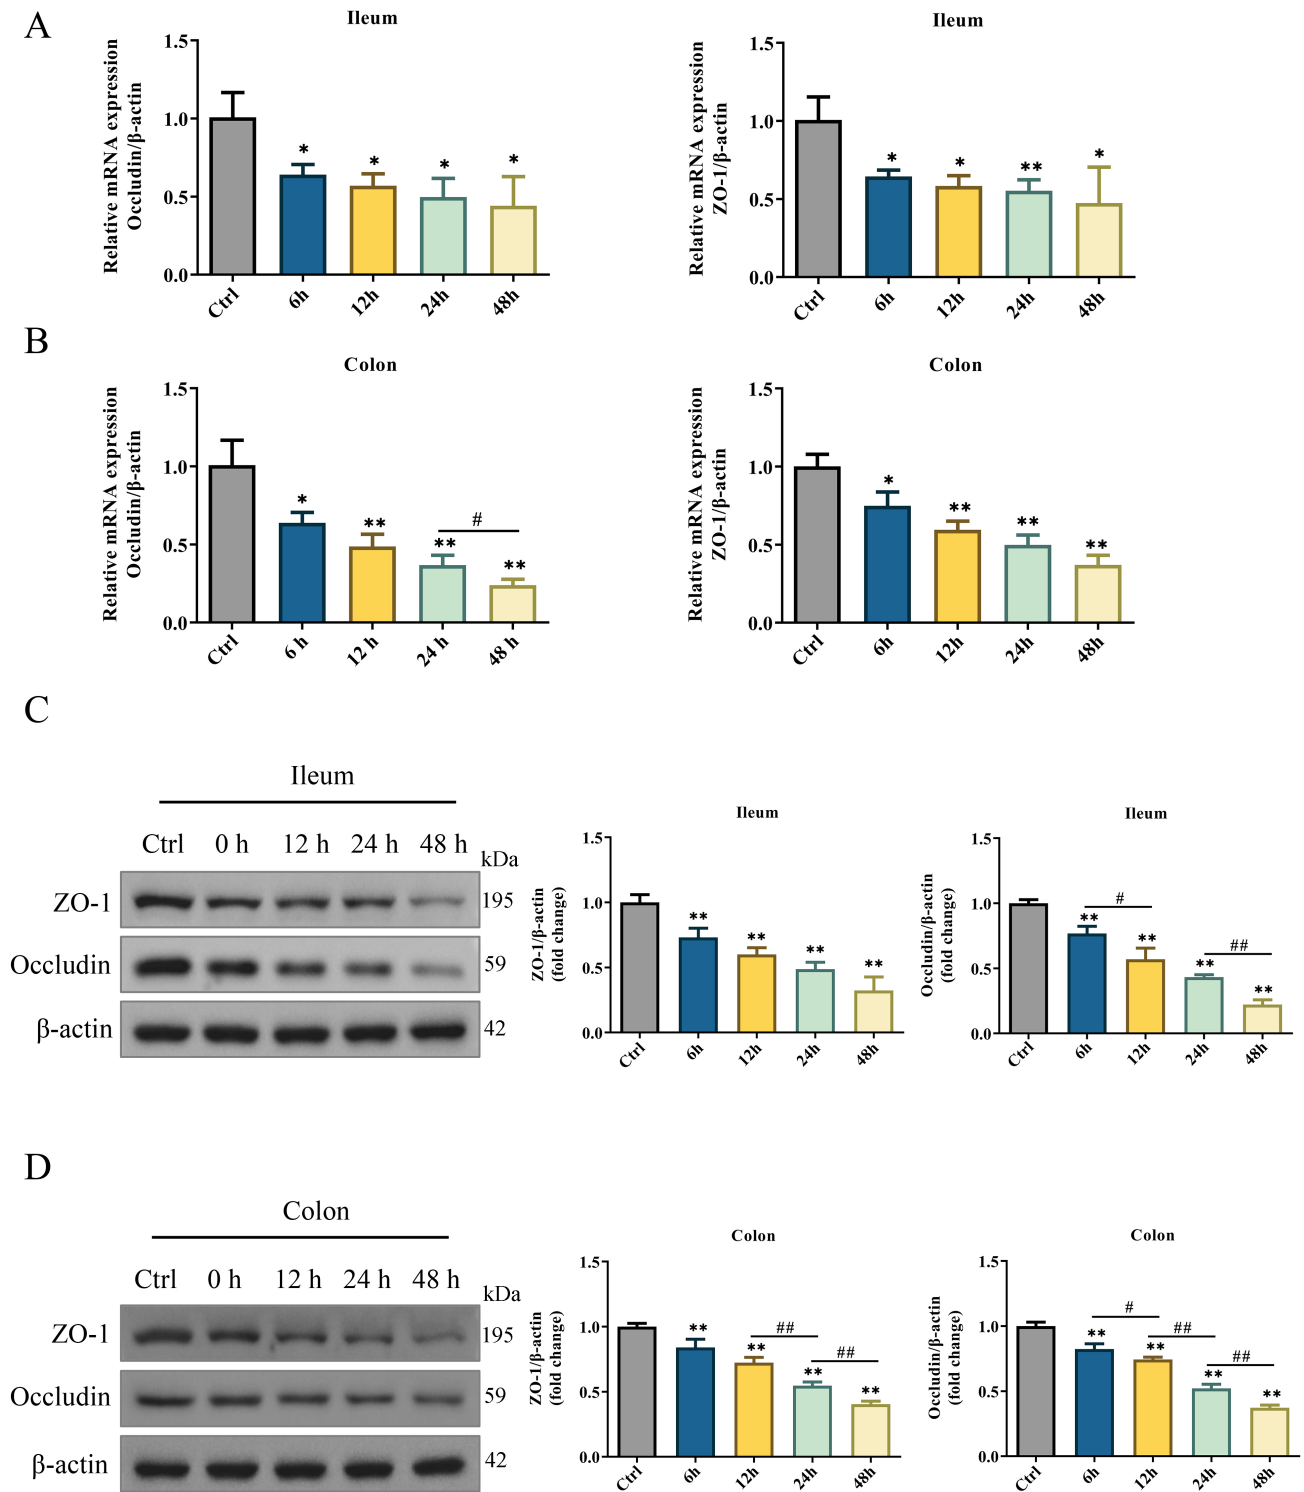 A
Ileum
Relative mRNA expression
Occludin/β-actin
1.5
1.0
0.5
0.0
* * * *
Ctrl 6h 12h 24h 48h
Ileum
Relative mRNA expression
ZO-1/β-actin
1.5
1.0
0.5
0.0
* * ** *
Ctrl 6h 12h 24h 48h
B
Colon
Relative mRNA expression
Occludin/β-actin
1.5
1.0
0.5
0.0
* ** ** **
#
Ctrl 6 h 12 h 24 h 48 h
Colon
Relative mRNA expression
ZO-1/β-actin
1.5
1.0
0.5
0.0
* ** ** **
Ctrl 6h 12h 24h 48h
C
Ileum
Ctrl 0 h 12 h 24 h 48 h
kDa
ZO-1 195
Occludin 59
β-actin 42
Ileum
ZO-1/β-actin
(fold change)
1.5
1.0
0.5
0.0
** ** ** **
Ctrl 6h 12h 24h 48h
Ileum
Occludin/β-actin
(fold change)
1.5
1.0
0.5
0.0
# ##
** ** ** **
Ctrl 6h 12h 24h 48h
D
Colon
Ctrl 0 h 12 h 24 h 48 h
kDa
ZO-1 195
Occludin 59
β-actin 42
Colon
ZO-1/β-actin
(fold change)
1.5
1.0
0.5
0.0
## ##
** ** ** **
Ctrl 6h 12h 24h 48h
Colon
Occludin/β-actin
(fold change)
1.5
1.0
0.5
0.0
# ## ##
** ** ** **
Ctrl 6h 12h 24h 48h